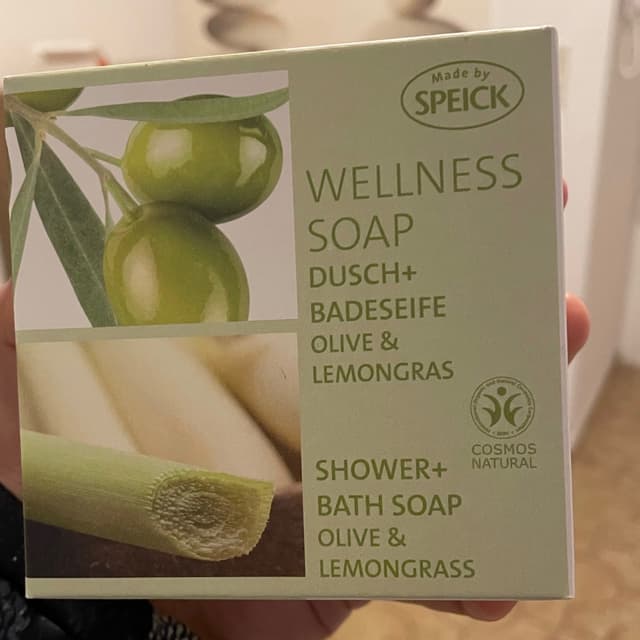 Made by
SPEICK
WELLNESS
SOAP
DUSCH+
BADESEIFE
OLIVE &
LEMONGRAS
COSMOS
NATURAL
SHOWER+
BATH SOAP
OLIVE &
LEMONGRASS